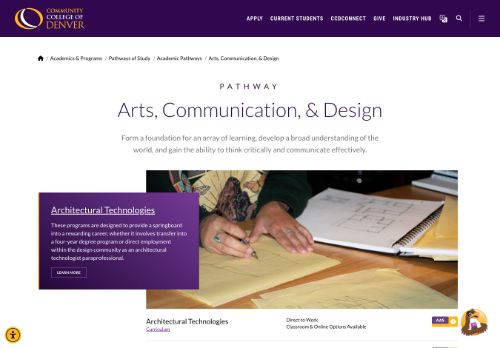 COMMUNITY
COLLEGE OF
DENVER
APPLY CURRENT STUDENTS CCDCONNECT GIVE INDUSTRY HUB
/ Academics & Programs / Pathways of Study / Academic Pathways / Arts, Communication, & Design
PATHWAY
Arts, Communication, & Design
Form a foundation for an array of learning, develop a broad understanding of the
world, and gain the ability to think critically and communicate effectively.
Architectural Technologies
These programs are designed to provide a springboard
into a rewarding career, whether it involves transfer into
a four-year degree program or direct employment
within the design community as an architectural
technologist paraprofessional.
LEARN MORE
Architectural Technologies
Curriculum
Direct to Work
Classroom & Online Options Available
AAS